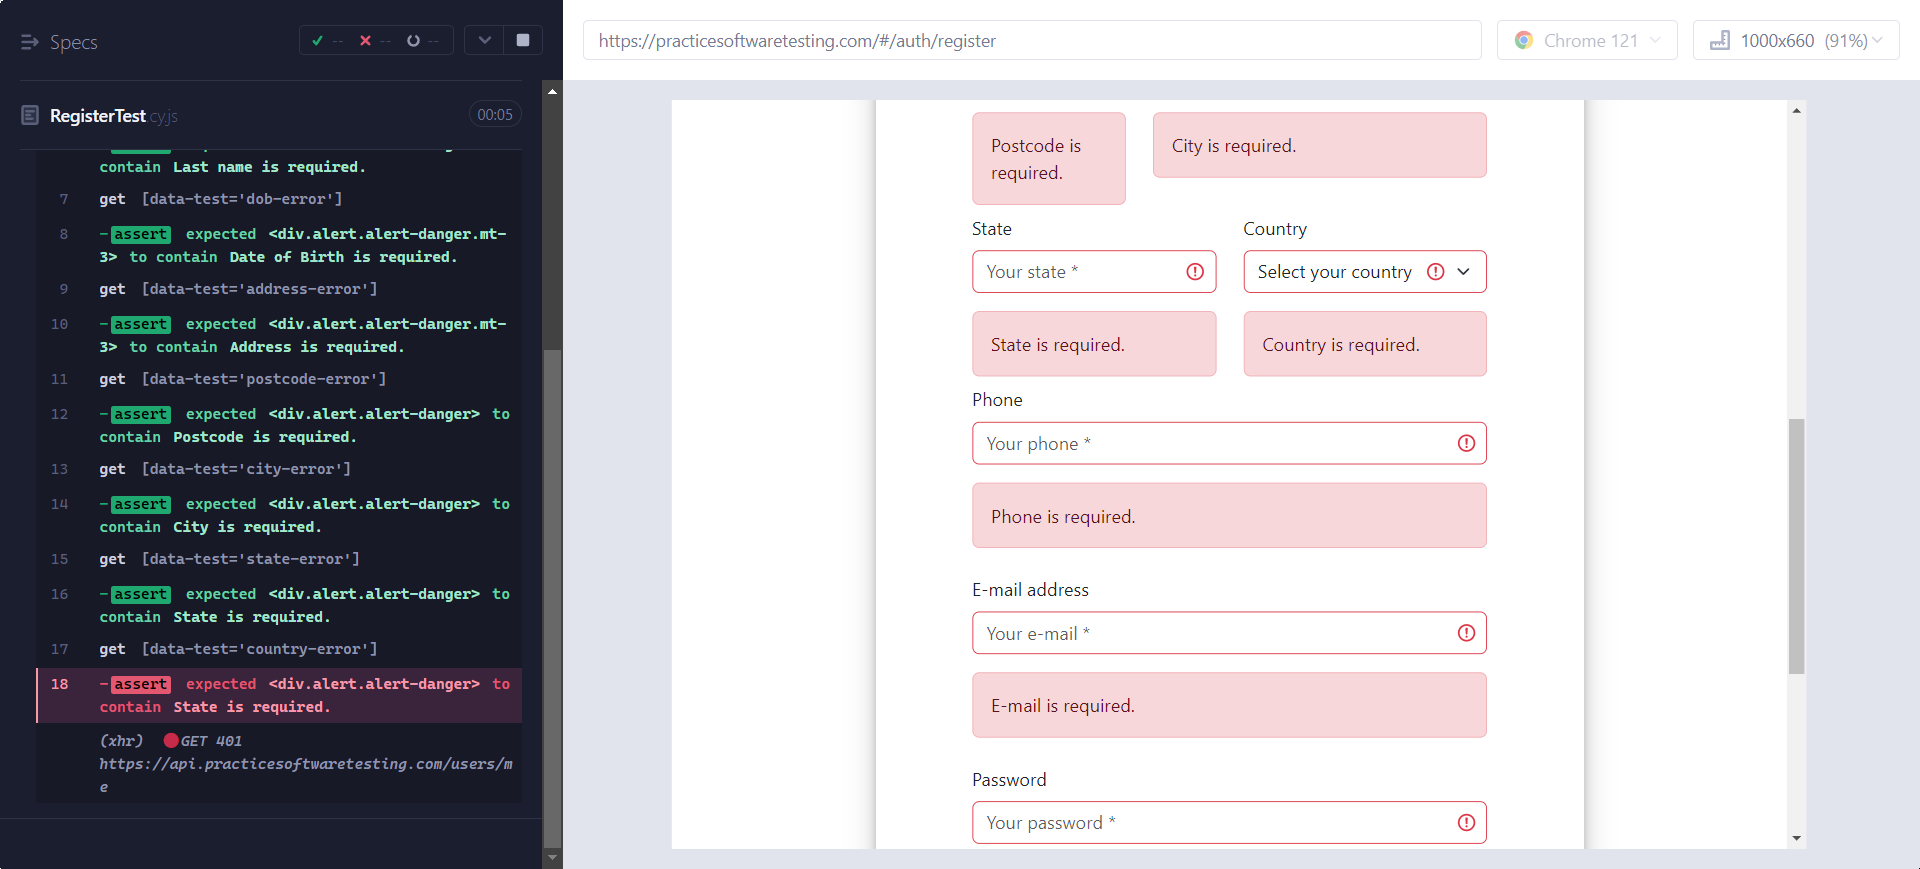 Specs
--
--
--
RegisterTest.cy.js
00:05
contain Last name is required.
7 get [data-test='dob-error']
8 -assert expected <div.alert.alert-danger.mt-
3> to contain Date of Birth is required.
9 get [data-test='address-error']
10 -assert expected <div.alert.alert-danger.mt-
3> to contain Address is required.
11 get [data-test='postcode-error']
12 -assert expected <div.alert.alert-danger> to
contain Postcode is required.
13 get [data-test='city-error']
14 -assert expected <div.alert.alert-danger> to
contain City is required.
15 get [data-test='state-error']
16 -assert expected <div.alert.alert-danger> to
contain State is required.
17 get [data-test='country-error']
18 -assert expected <div.alert.alert-danger> to
contain State is required.
(xhr) GET 401
https://api.practicesoftwaretesting.com/users/m
e
https://practicesoftwaretesting.com/#/auth/register
Chrome 121
1000x660 (91%)
Postcode is
required.
City is required.
State
Country
Your state *
Select your country
State is required.
Country is required.
Phone
Your phone *
Phone is required.
E-mail address
Your e-mail *
E-mail is required.
Password
Your password *